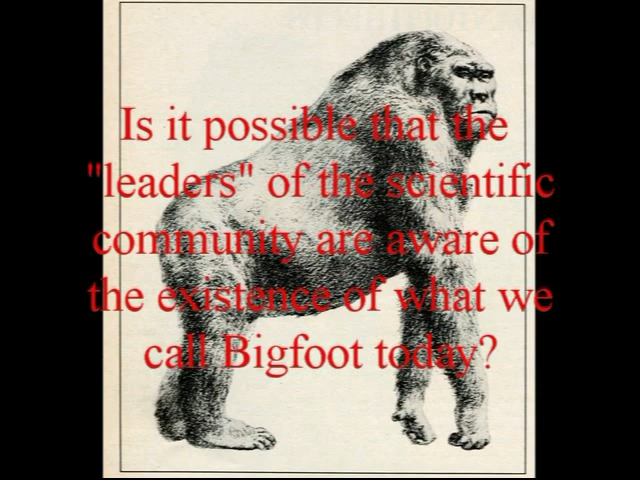 Is it possible that the
"leaders" of the scientific
community are aware of
the existence of what we
call Bigfoot today?